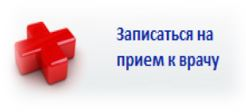 Записаться на
прием к врачу